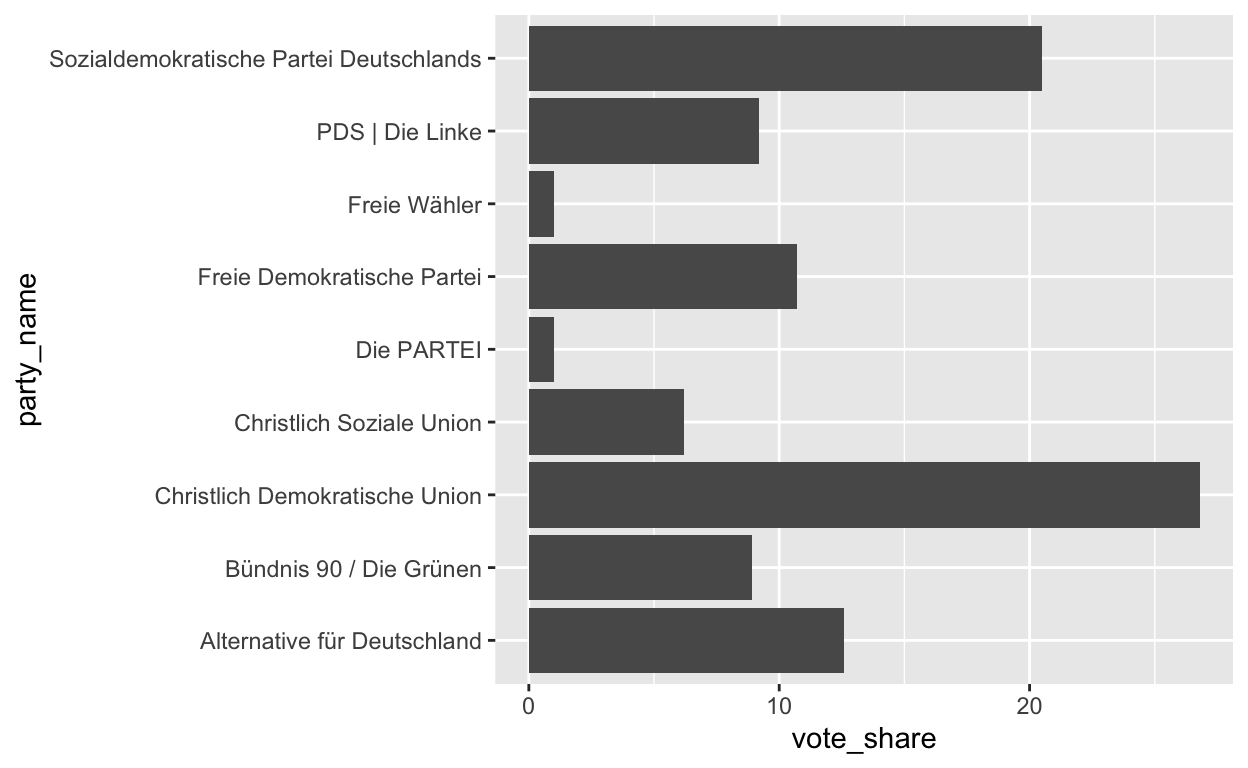 Sozialdemokratische Partei Deutschlands
PDS | Die Linke
Freie Wähler
Freie Demokratische Partei
Die PARTEI
Christlich Soziale Union
Christlich Demokratische Union
Bündnis 90 / Die Grünen
Alternative für Deutschland
party_name
0 10 20
vote_share